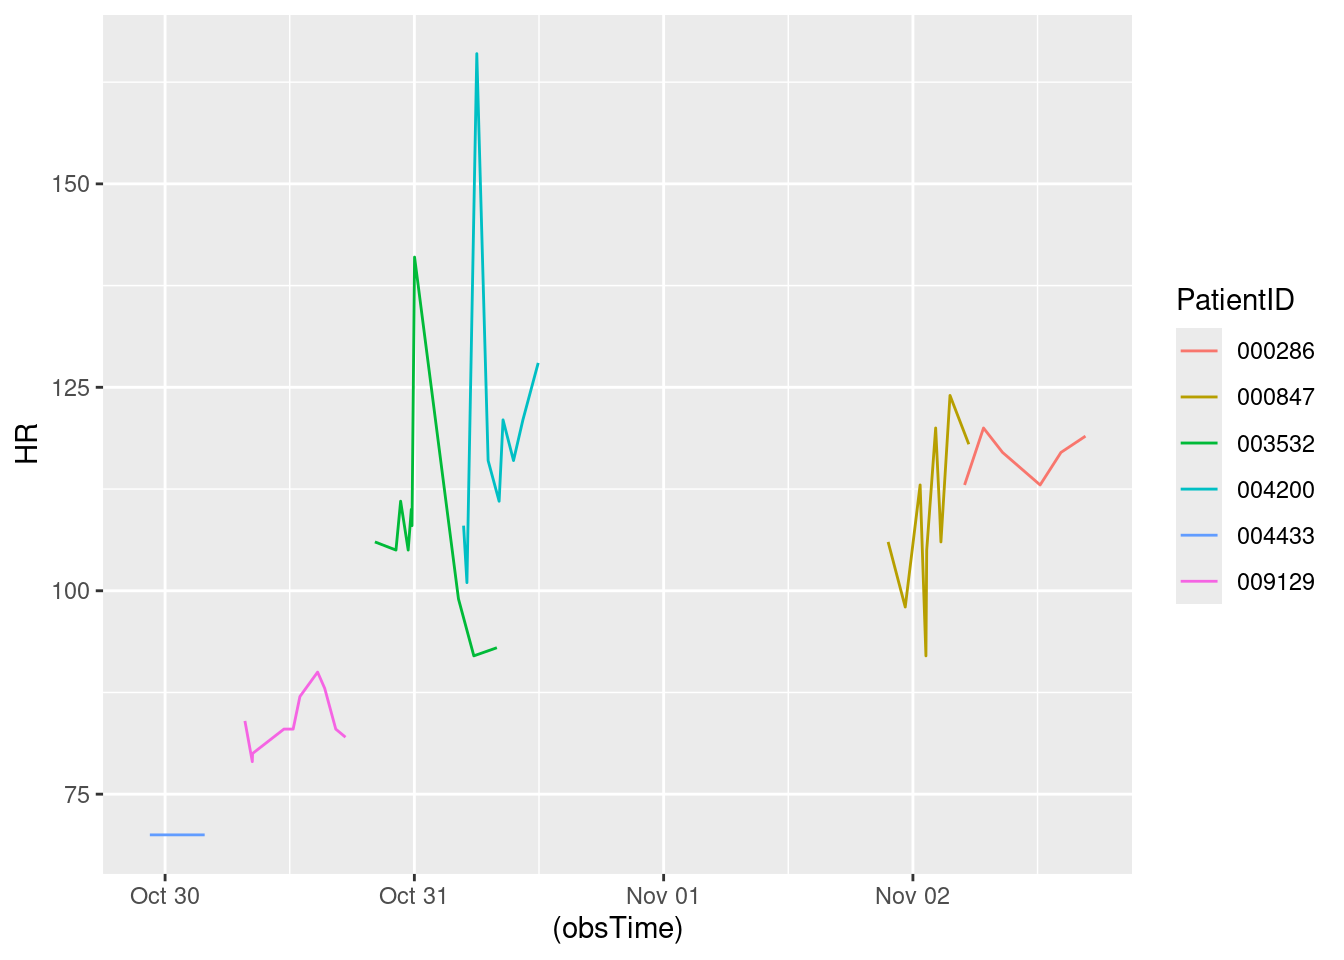 150
125
100
75
HR
Oct 30
Oct 31
Nov 01
Nov 02
(obsTime)
PatientID
000286
000847
003532
004200
004433
009129